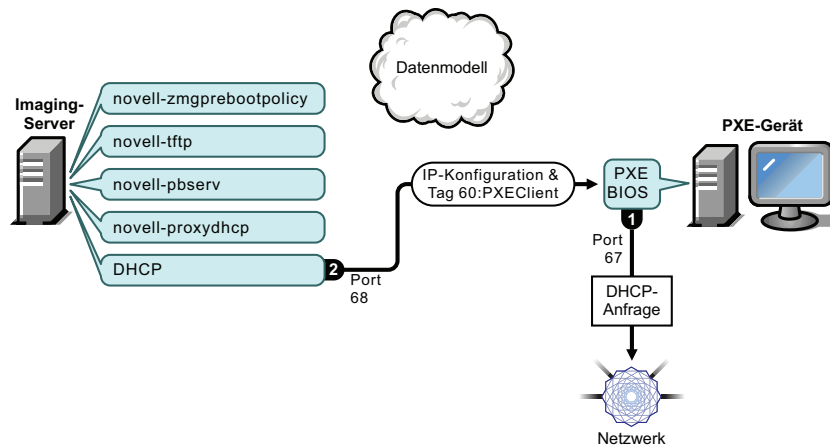 Datenmodell
Imaging-
Server
novell-zmgprebootpolicy
novell-tftp
novell-pbserv
novell-proxydhcp
DHCP
2
Port
68
IP-Konfiguration &
Tag 60:PXEClient
PXE
BIOS
1
PXE-Gerät
Port
67
DHCP-
Anfrage
Netzwerk